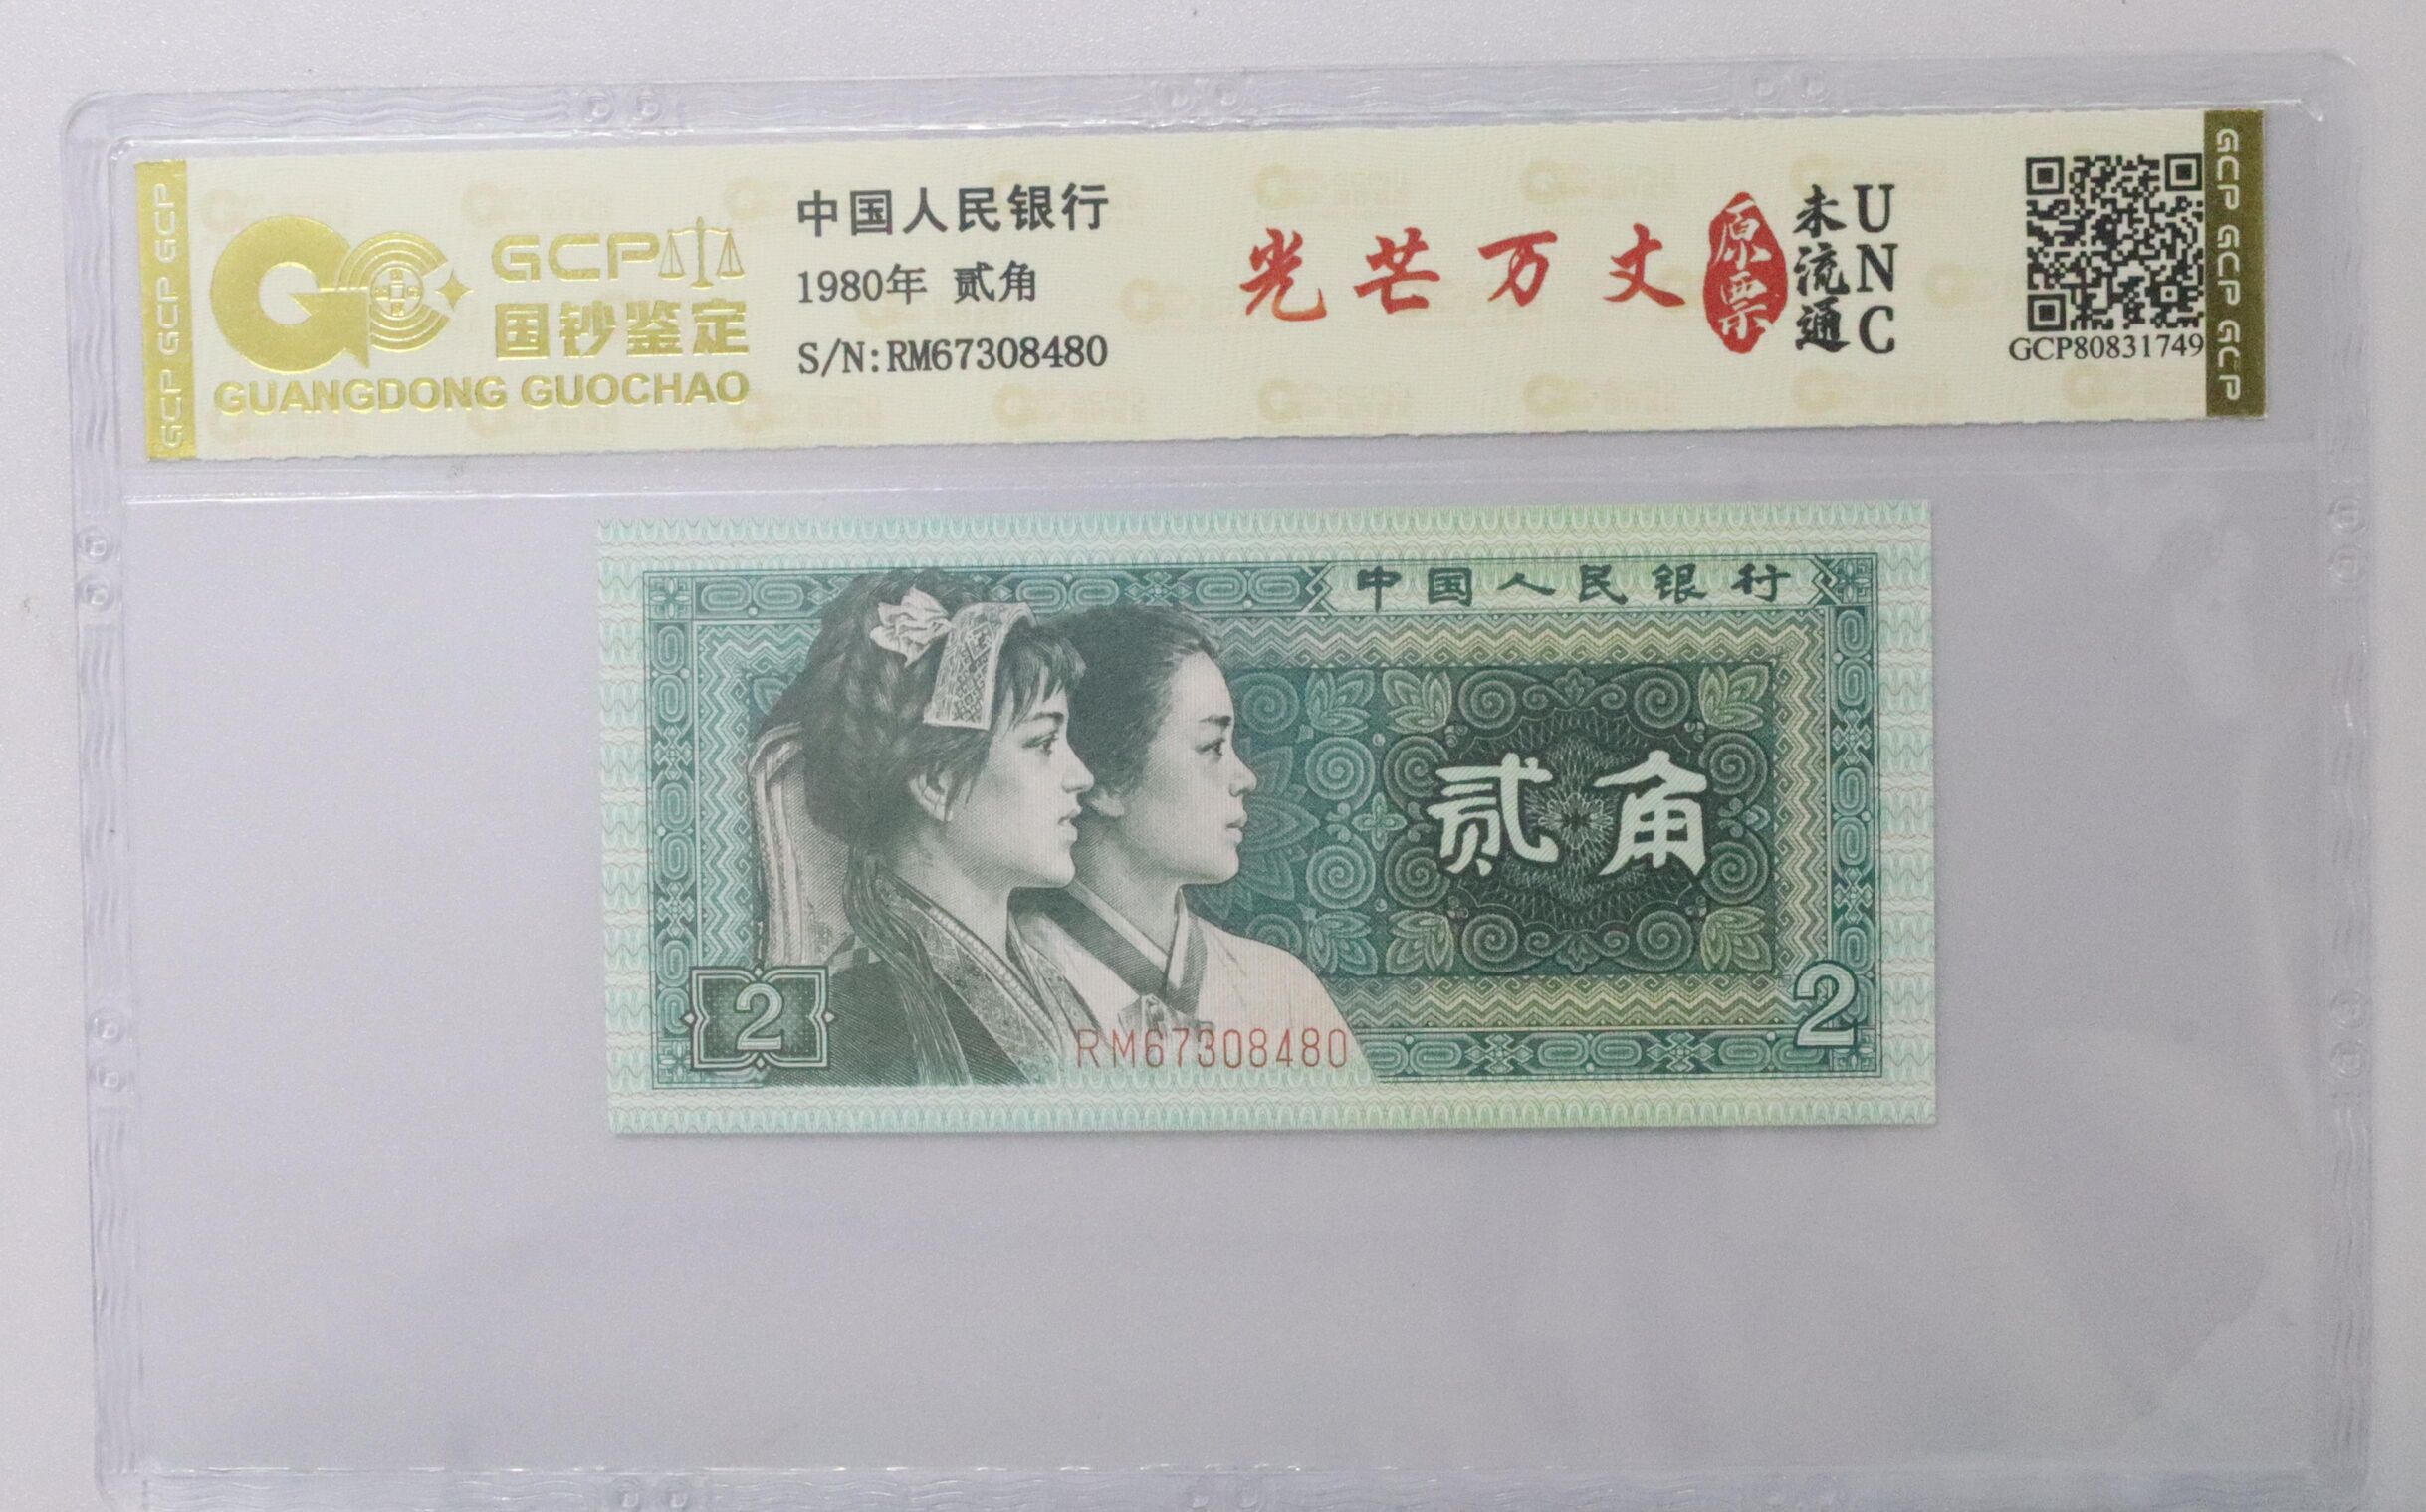 GCP GCP GCP
GCP
国钞鉴定
GUANGDONG GUOCHAO
中国人民银行
1980年 贰角
S/N:RM67308480
光芒万丈
原票
未流通
UNC
GCP80831749
GCP GCP GCP
中国人民银行
贰角
2
RM67308480
2